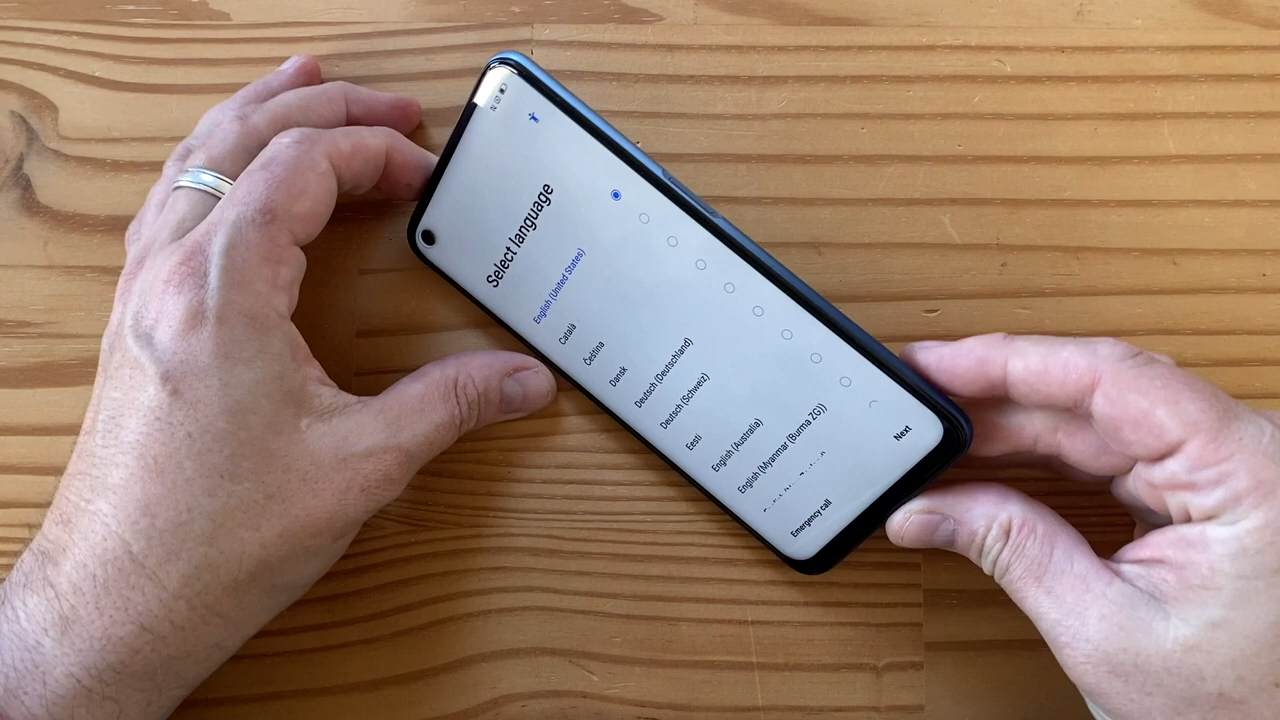 Select language
English (United States)
Català
Čeština
Dansk
Deutsch (Deutschland)
Deutsch (Schweiz)
Eesti
English (Australia)
English (Myanmar (Burma ZG))
Emergency call
Next